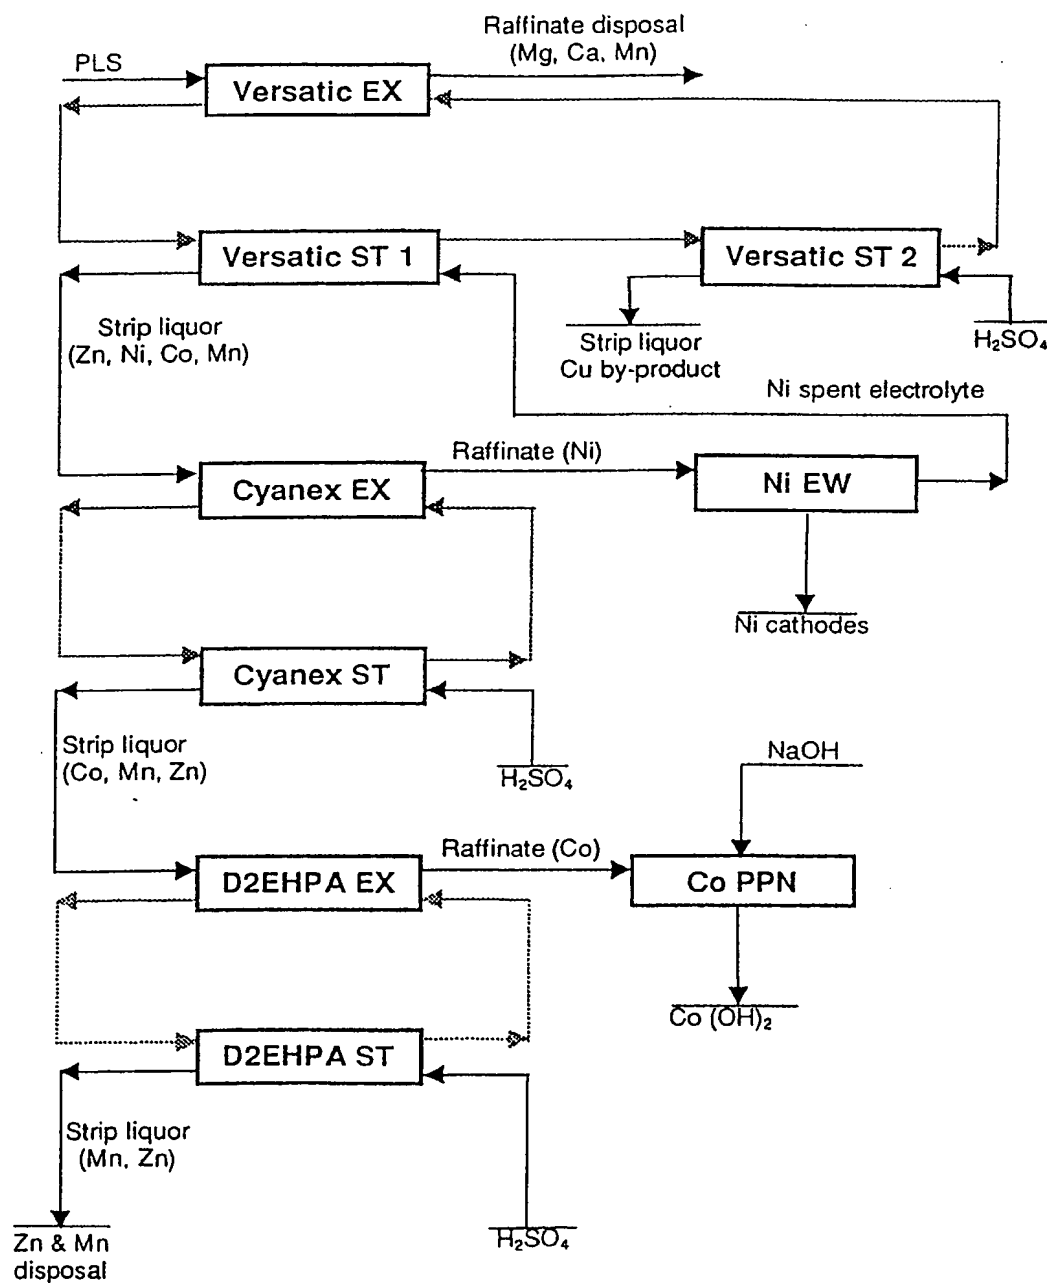 Raffinate disposal
(Mg, Ca, Mn)
PLS
Versatic EX
Versatic ST 1
Versatic ST 2
Strip liquor
(Zn, Ni, Co, Mn)
Strip liquor
Cu by-product
H₂SO₄
Ni spent electrolyte
Raffinate (Ni)
Cyanex EX
Ni EW
Ni cathodes
Cyanex ST
Strip liquor
(Co, Mn, Zn)
H₂SO₄
NaOH
Raffinate (Co)
D2EHPA EX
Co PPN
Co (OH)₂
D2EHPA ST
Strip liquor
(Mn, Zn)
H₂SO₄
Zn & Mn
disposal